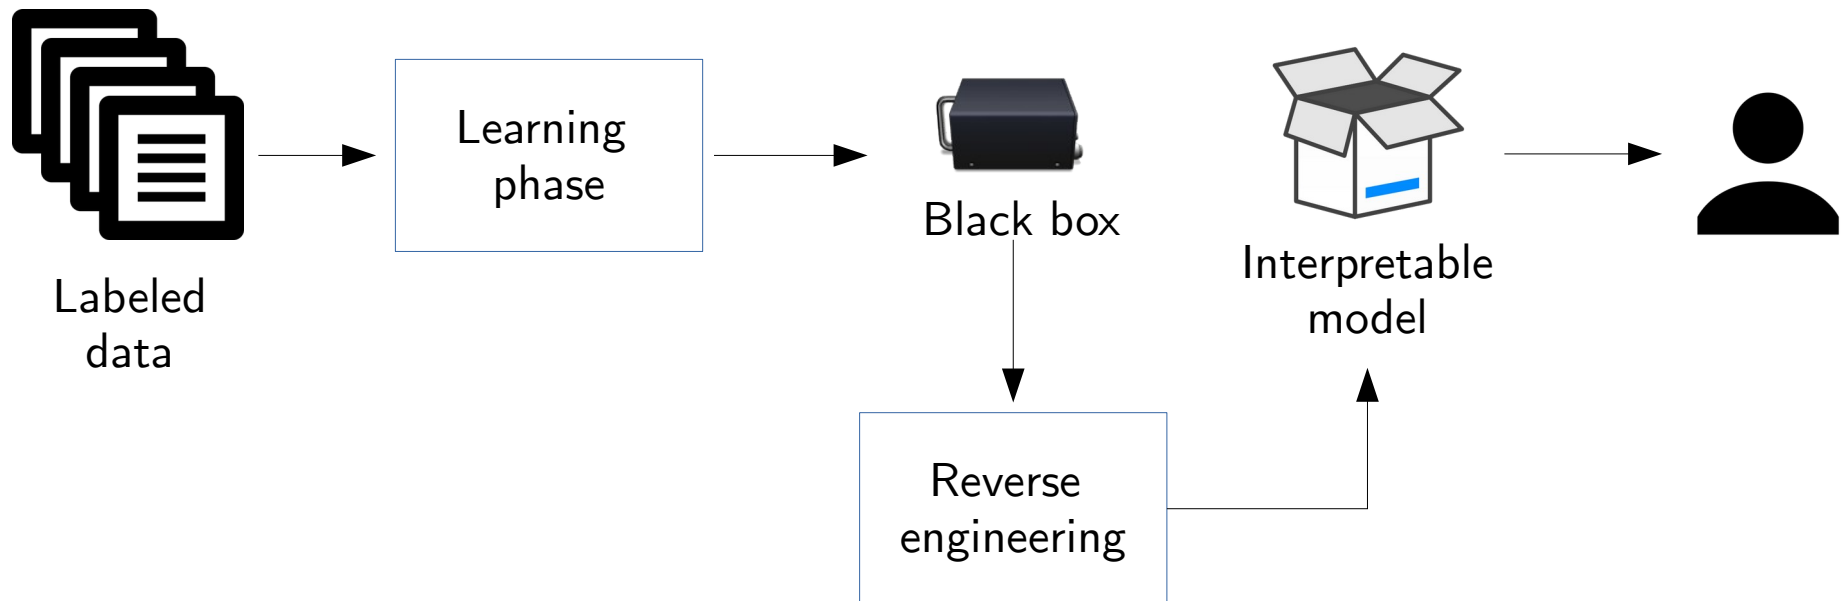 Labeled
data
Learning
phase
Black box
Reverse
engineering
Interpretable
model